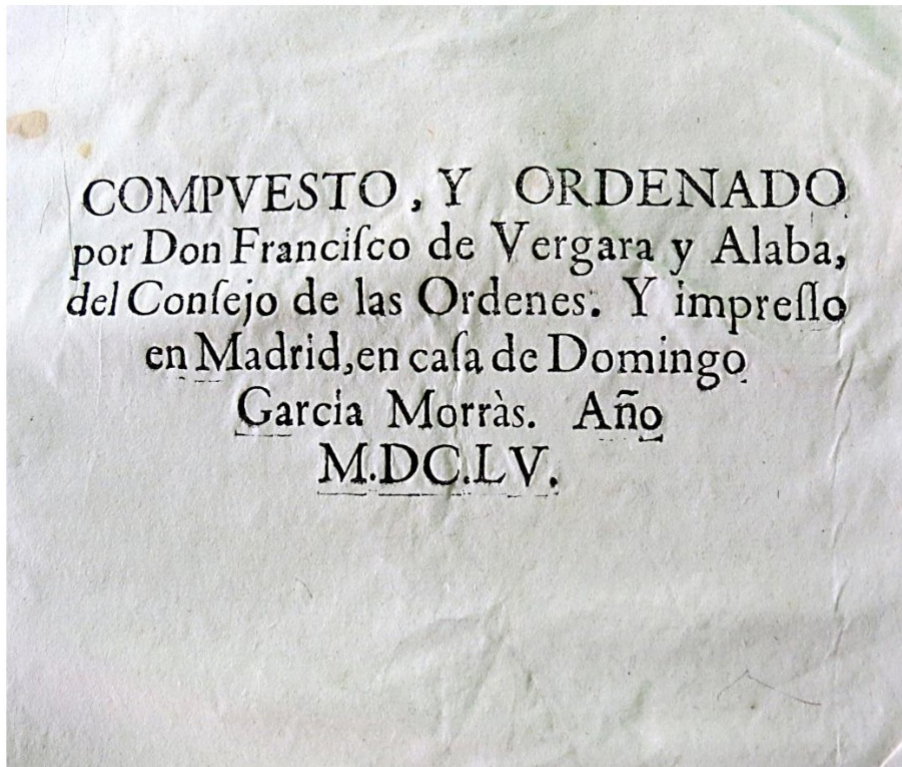 COMPVESTO, Y ORDENADO
por Don Franciſco de Vergara y Alaba,
del Conſejo de las Ordenes. Y impreſſo
en Madrid, en caſa de Domingo
Garcia Morràs. Año
M.DC.LV.